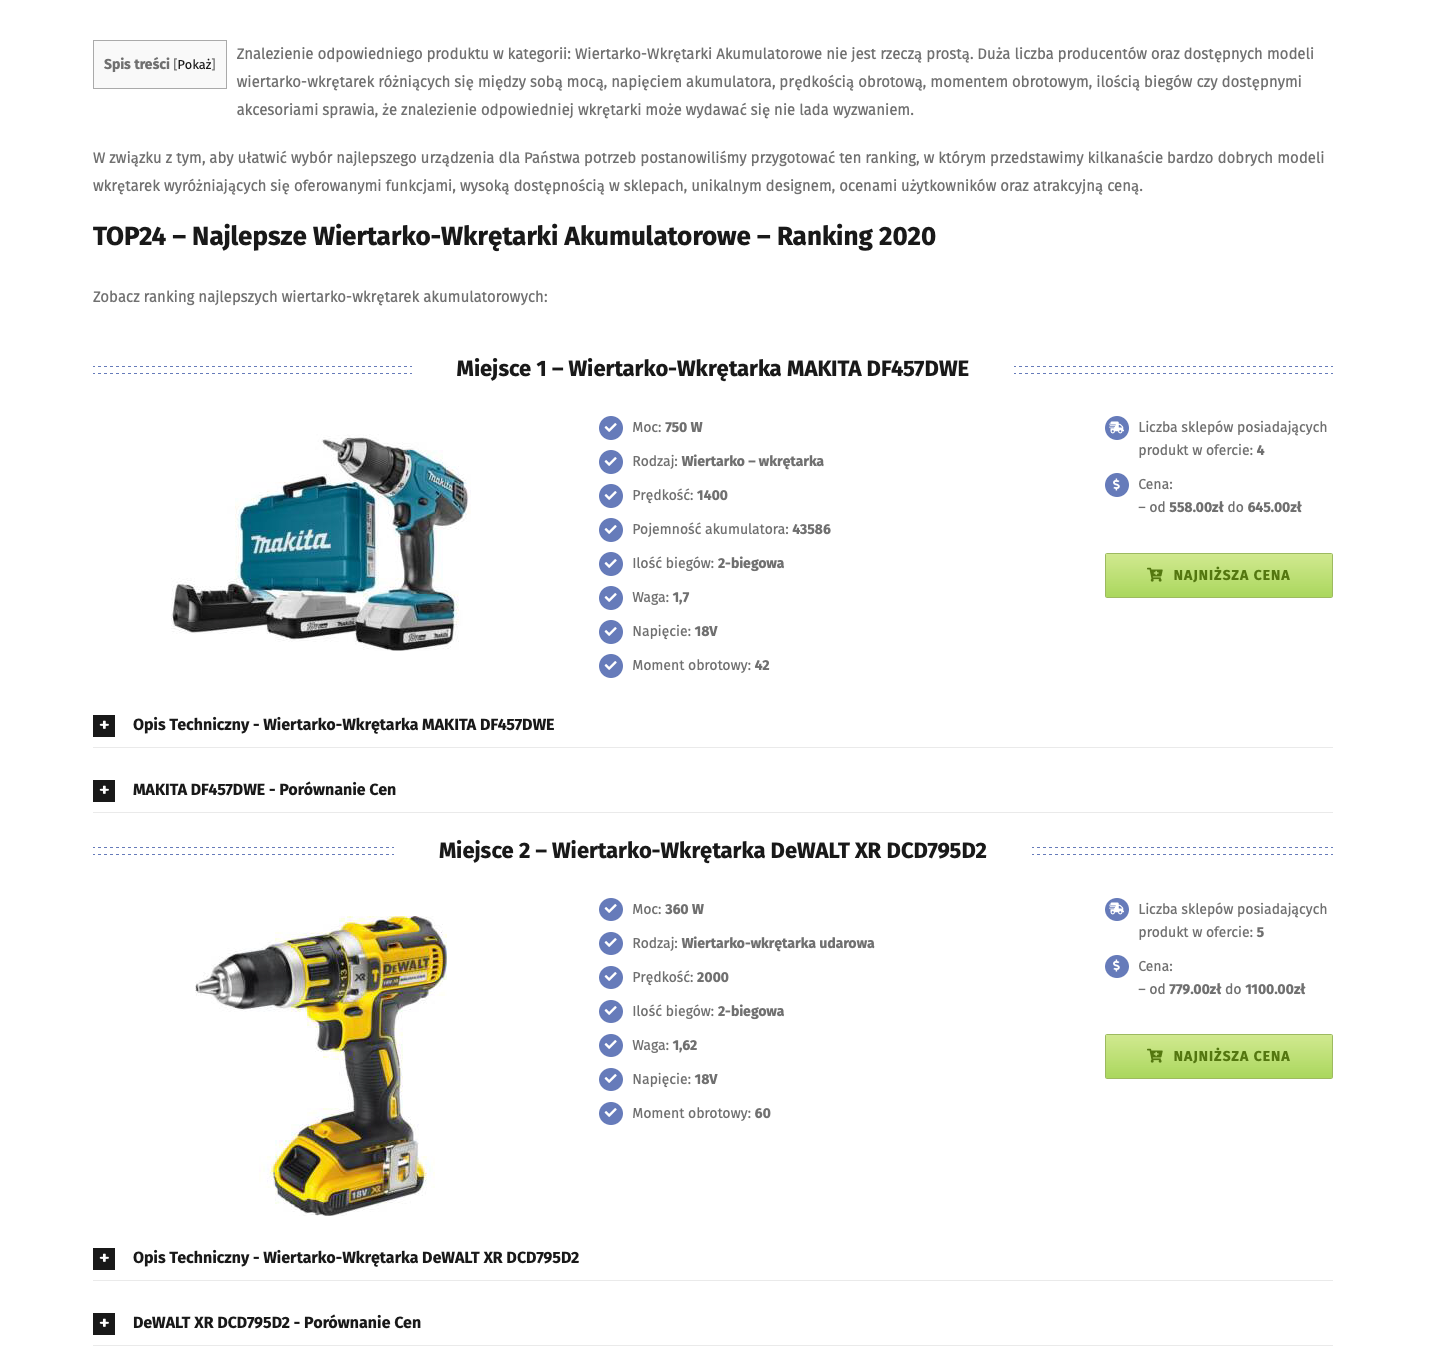 Spis treści [Pokaż]
Znalezienie odpowiedniego produktu w kategorii: Wiertarko-Wkrętarki Akumulatorowe nie jest rzeczą prostą. Duża liczba producentów oraz dostępnych modeli
wiertarko-wkrętarek różniących się między sobą mocą, napięciem akumulatora, prędkością obrotową, momentem obrotowym, ilością biegów czy dostępnymi
akcesoriami sprawia, że znalezienie odpowiedniej wkrętarki może wydawać się nie lada wyzwaniem.
W związku z tym, aby ułatwić wybór najlepszego urządzenia dla Państwa potrzeb postanowiliśmy przygotować ten ranking, w którym przedstawimy kilkanaście bardzo dobrych modeli
wkrętarek wyróżniających się oferowanymi funkcjami, wysoką dostępnością w sklepach, unikalnym designem, ocenami użytkowników oraz atrakcyjną ceną.
TOP24 – Najlepsze Wiertarko-Wkrętarki Akumulatorowe – Ranking 2020
Zobacz ranking najlepszych wiertarko-wkrętarek akumulatorowych:
Miejsce 1 – Wiertarko-Wkrętarka MAKITA DF457DWE
makita
makita
Moc: 750 W
Rodzaj: Wiertarko – wkrętarka
Prędkość: 1400
Pojemność akumulatora: 43586
Ilość biegów: 2-biegowa
Waga: 1,7
Napięcie: 18V
Moment obrotowy: 42
Liczba sklepów posiadających
produkt w ofercie: 4
Cena:
– od 558.00zł do 645.00zł
NAJNIŻSZA CENA
Opis Techniczny - Wiertarko-Wkrętarka MAKITA DF457DWE
MAKITA DF457DWE - Porównanie Cen
Miejsce 2 – Wiertarko-Wkrętarka DeWALT XR DCD795D2
DEWALT
XR
13
18V XR
Moc: 360 W
Rodzaj: Wiertarko-wkrętarka udarowa
Prędkość: 2000
Ilość biegów: 2-biegowa
Waga: 1,62
Napięcie: 18V
Moment obrotowy: 60
Liczba sklepów posiadających
produkt w ofercie: 5
Cena:
– od 779.00zł do 1100.00zł
NAJNIŻSZA CENA
Opis Techniczny - Wiertarko-Wkrętarka DeWALT XR DCD795D2
DeWALT XR DCD795D2 - Porównanie Cen